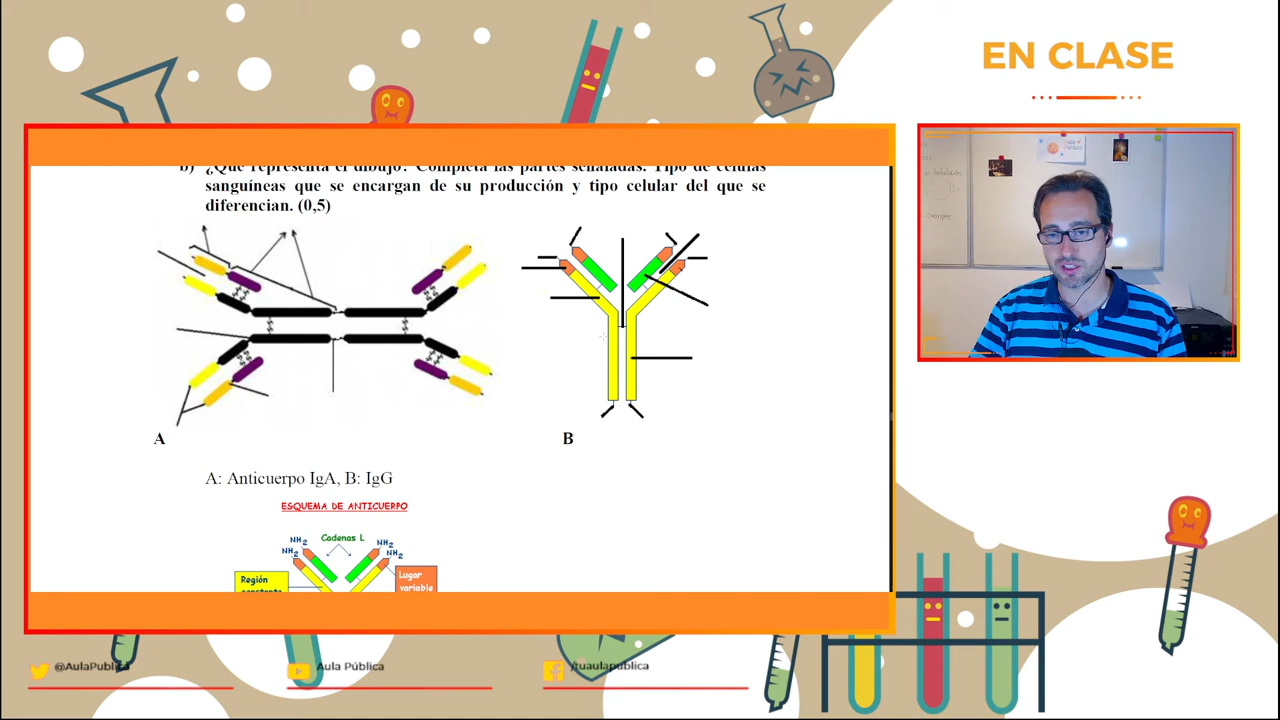 EN CLASE
b) ¿Qué representa el dibujo? Completa las partes señaladas. Tipo de células
sanguíneas que se encargan de su producción y tipo celular del que se
diferencian. (0,5)
A
B
A: Anticuerpo IgA, B: IgG
ESQUEMA DE ANTICUERPO
NH2
Cadenas L
NH2
NH2
NH2
Región
constante
Lugar
variable
@AulaPublica
Aula Pública
/tuaulapublica